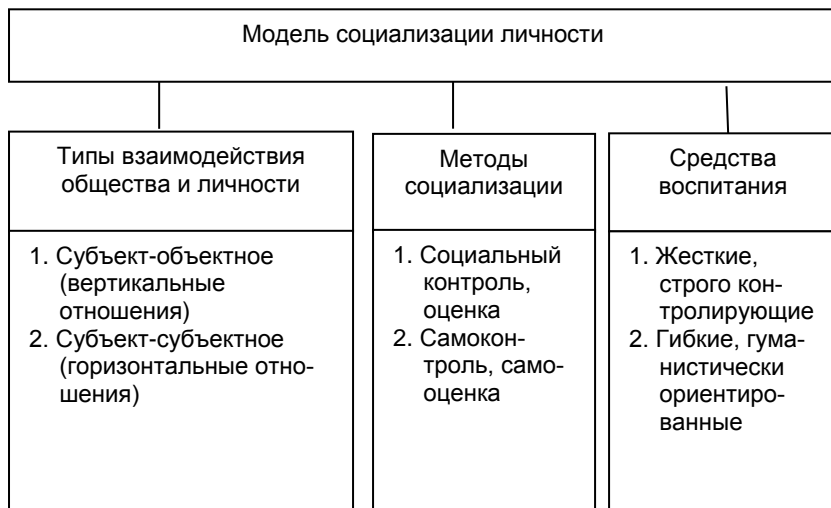 Модель социализации личности
Типы взаимодействия
общества и личности
1. Субъект-объектное
(вертикальные
отношения)
2. Субъект-субъектное
(горизонтальные отно-
шения)
Методы
социализации
1. Социальный
контроль,
оценка
2. Самокон-
троль, само-
оценка
Средства
воспитания
1. Жесткие,
строго кон-
тролирующие
2. Гибкие, гума-
нистически
ориентиро-
ванные